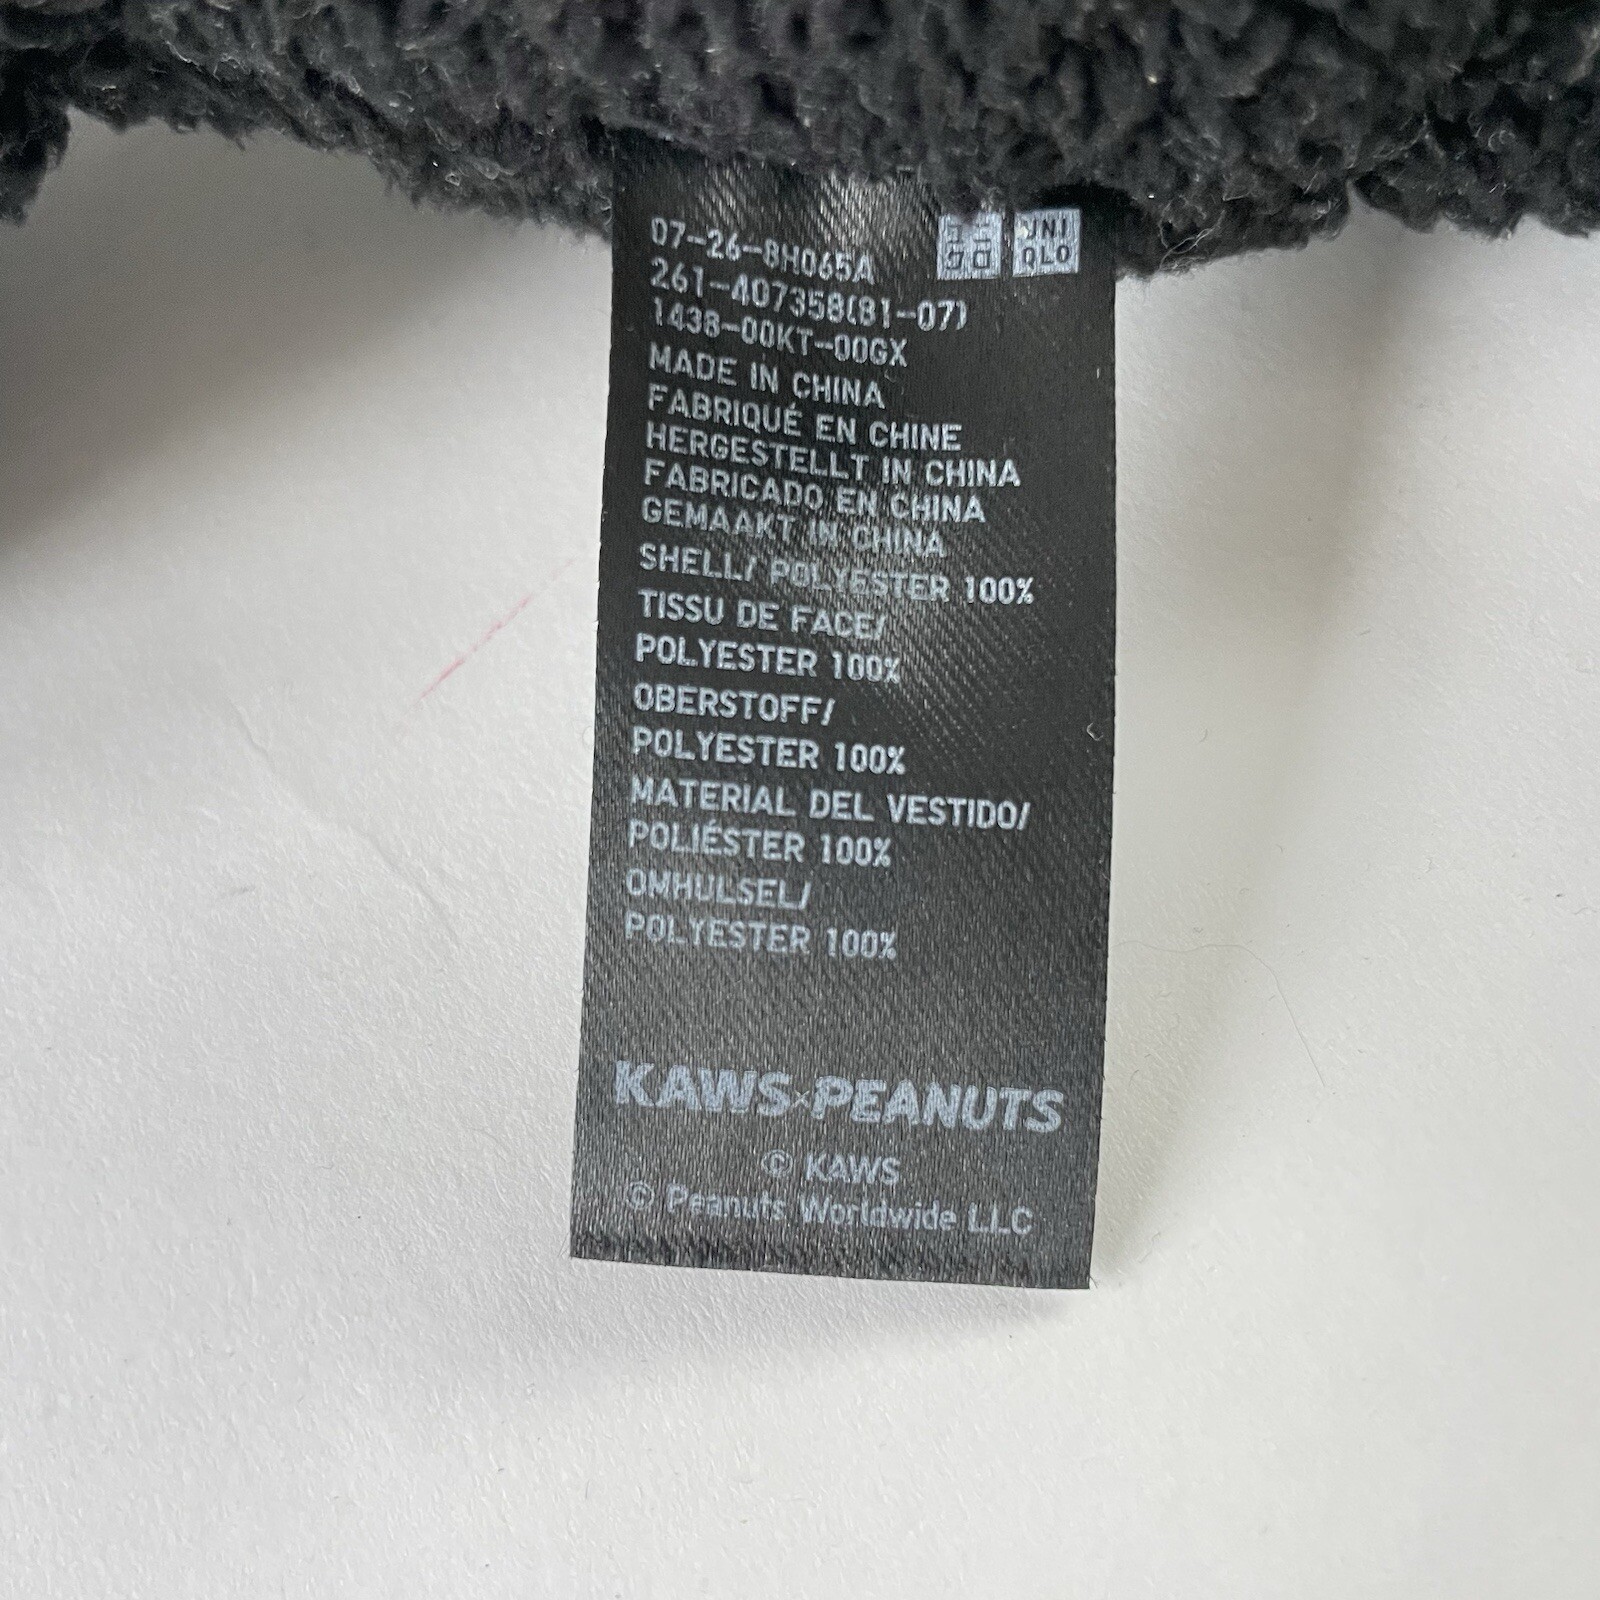 07-26-8H065A
ユニ クロ UNI QLO
261-407358(81-07)
1438-00KT-00GX
MADE IN CHINA
FABRIQUÉ EN CHINE
HERGESTELLT IN CHINA
FABRICADO EN CHINA
GEMAAKT IN CHINA
SHELL/ POLYESTER 100%
TISSU DE FACE/
POLYESTER 100%
OBERSTOFF/
POLYESTER 100%
MATERIAL DEL VESTIDO/
POLIÉSTER 100%
OMHULSEL/
POLYESTER 100%
KAWS×PEANUTS
© KAWS
© Peanuts Worldwide LLC